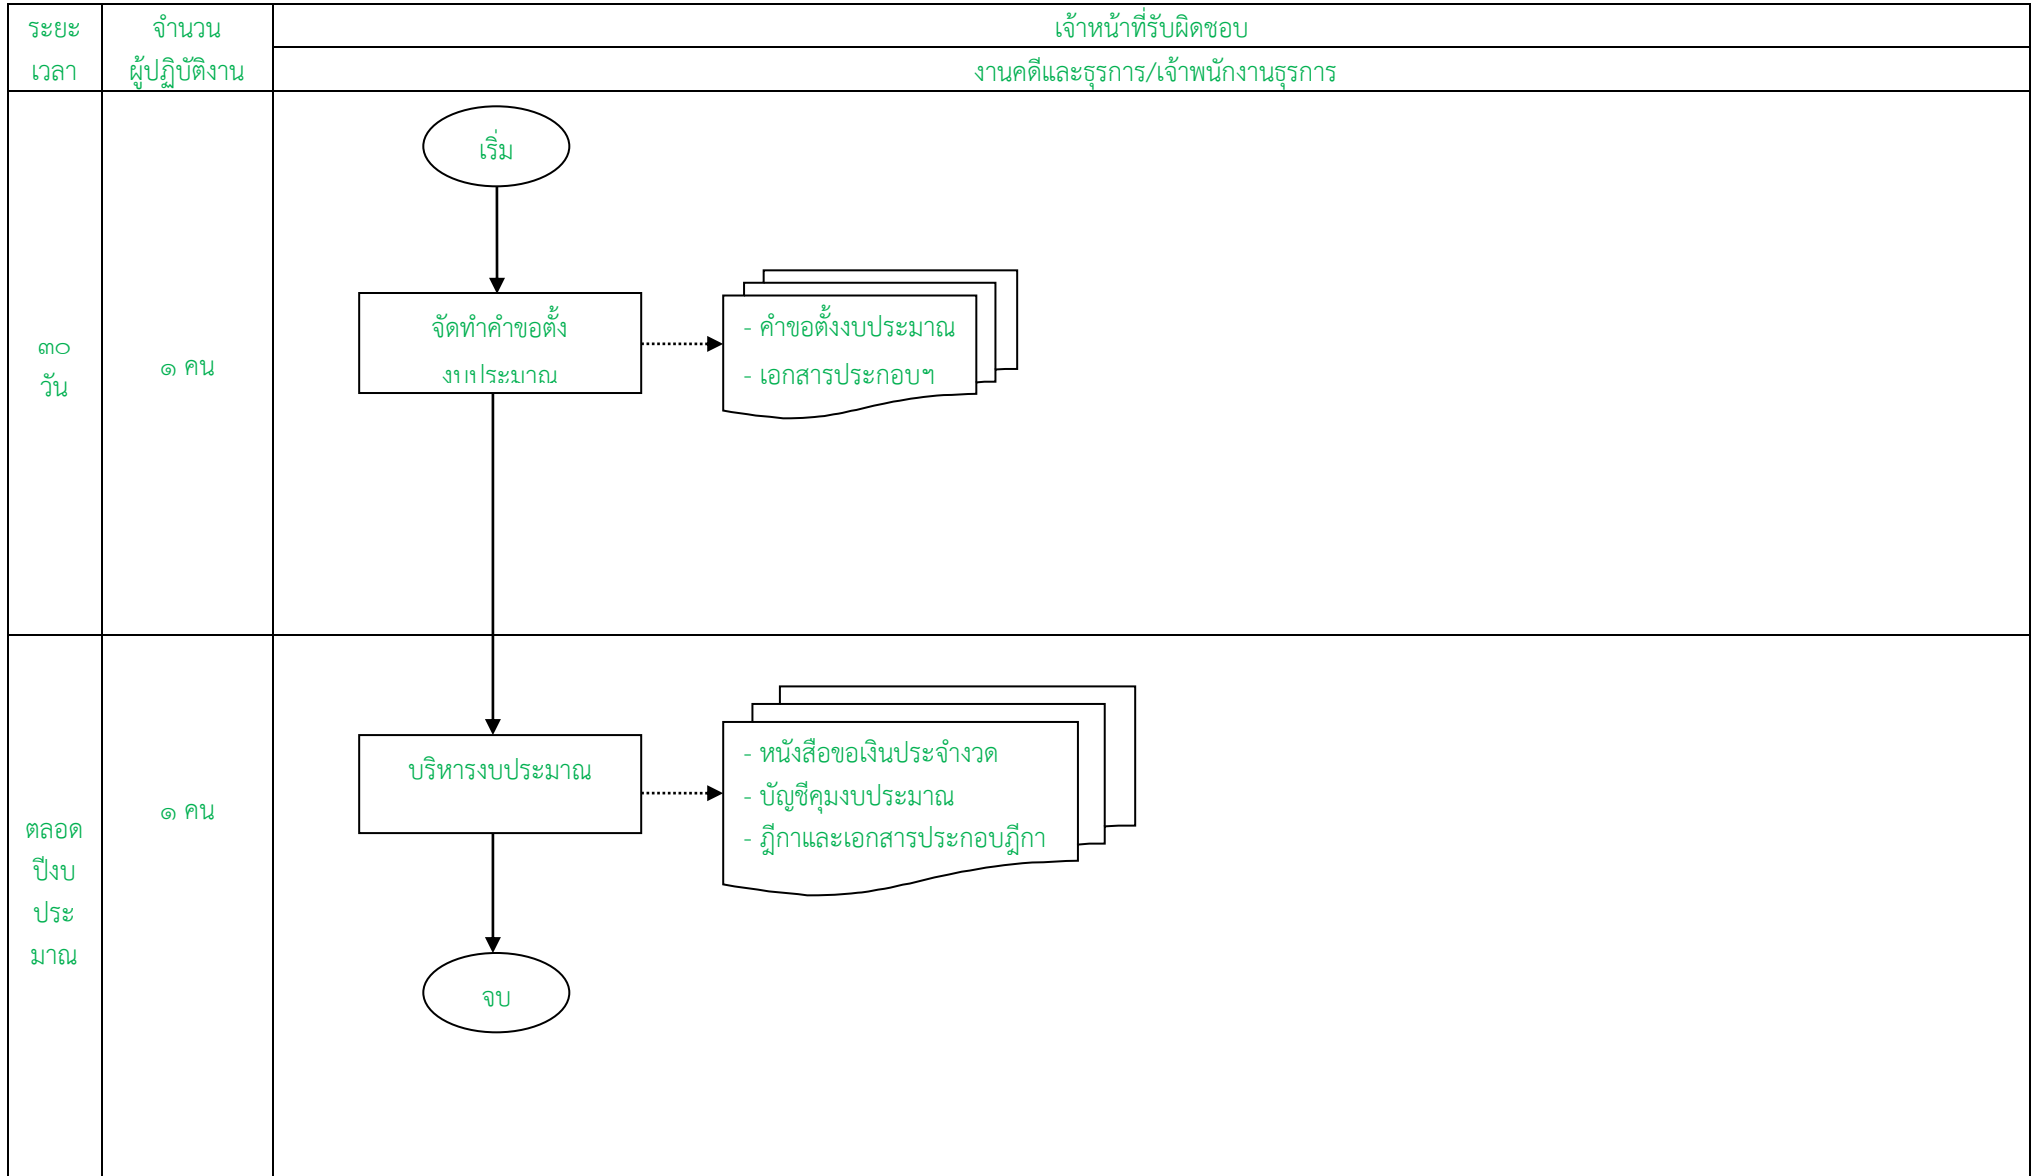 ระยะ
เวลา
จำนวน
ผู้ปฏิบัติงาน
เจ้าหน้าที่รับผิดชอบ
งานคดีและธุรการ/เจ้าพนักงานธุรการ
๓๐
วัน
๑ คน
เริ่ม
จัดทำคำขอตั้ง
งบประมาณ
- คำขอตั้งงบประมาณ
- เอกสารประกอบฯ
ตลอด
ปีงบ
ประ
มาณ
๑ คน
บริหารงบประมาณ
- หนังสือขอเงินประจำงวด
- บัญชีคุมงบประมาณ
- ฎีกาและเอกสารประกอบฎีกา
จบ